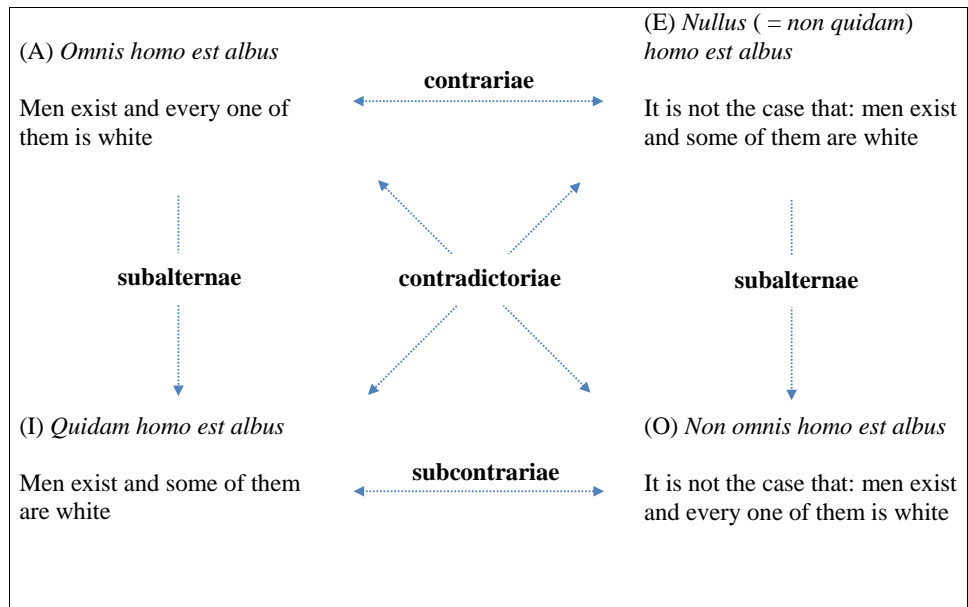 (A) Omnis homo est albus
Men exist and every one of
them is white
contrariae
(E) Nullus ( = non quidam)
homo est albus
It is not the case that: men exist
and some of them are white
subalternae
contradictoriae
subalternae
(I) Quidam homo est albus
Men exist and some of them
are white
subcontrariae
(O) Non omnis homo est albus
It is not the case that: men exist
and every one of them is white